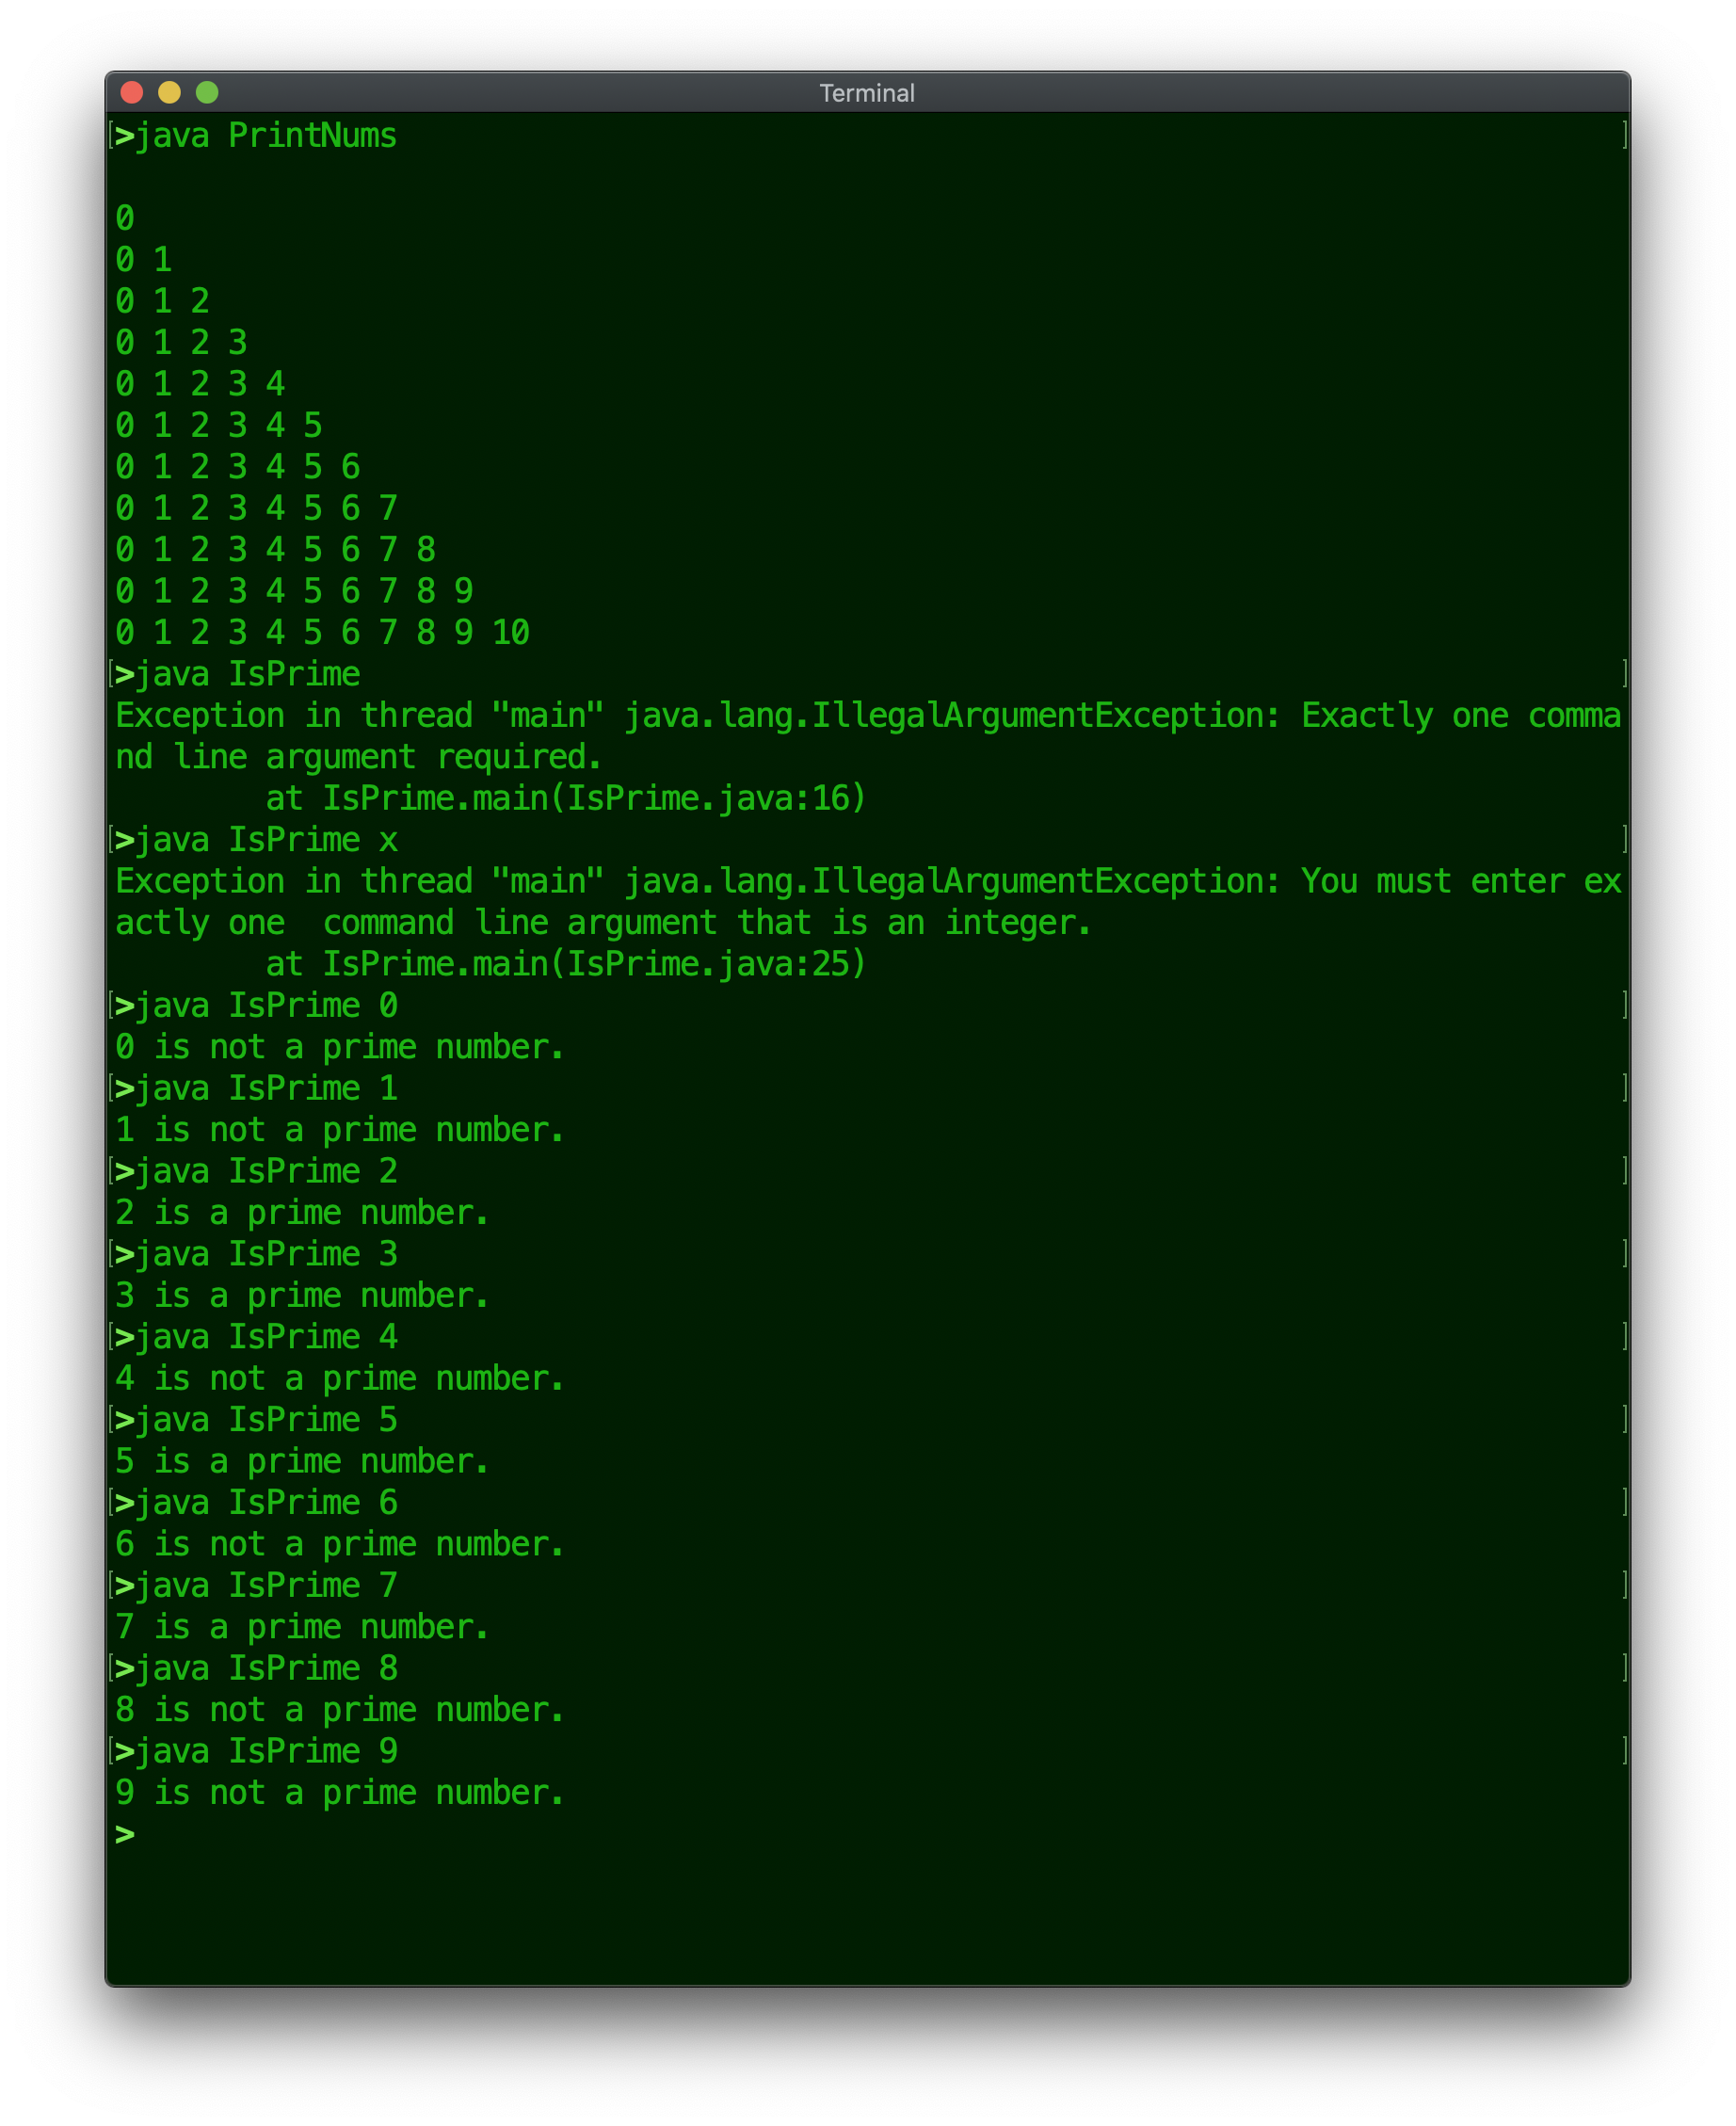 Terminal
>java PrintNums

0
0 1
0 1 2
0 1 2 3
0 1 2 3 4
0 1 2 3 4 5
0 1 2 3 4 5 6
0 1 2 3 4 5 6 7
0 1 2 3 4 5 6 7 8
0 1 2 3 4 5 6 7 8 9
0 1 2 3 4 5 6 7 8 9 10
>java IsPrime
Exception in thread "main" java.lang.IllegalArgumentException: Exactly one comma
nd line argument required.
        at IsPrime.main(IsPrime.java:16)
>java IsPrime x
Exception in thread "main" java.lang.IllegalArgumentException: You must enter ex
actly one  command line argument that is an integer.
        at IsPrime.main(IsPrime.java:25)
>java IsPrime 0
0 is not a prime number.
>java IsPrime 1
1 is not a prime number.
>java IsPrime 2
2 is a prime number.
>java IsPrime 3
3 is a prime number.
>java IsPrime 4
4 is not a prime number.
>java IsPrime 5
5 is a prime number.
>java IsPrime 6
6 is not a prime number.
>java IsPrime 7
7 is a prime number.
>java IsPrime 8
8 is not a prime number.
>java IsPrime 9
9 is not a prime number.
>